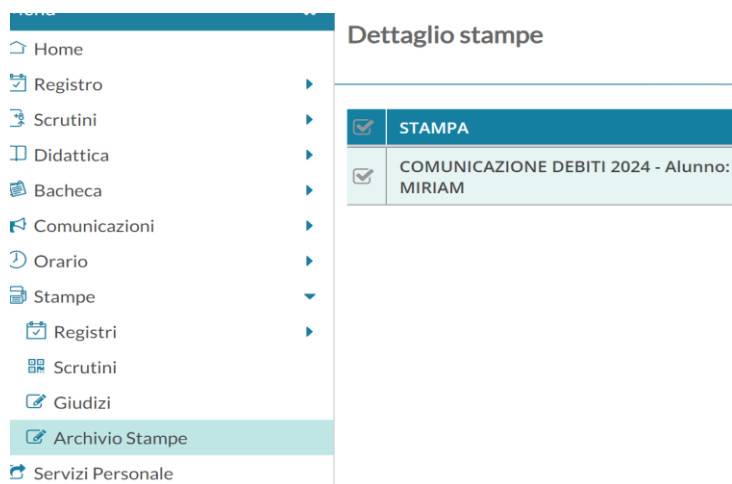 Home
Registro
Scrutini
Didattica
Bacheca
Comunicazioni
Orario
Stampe
Registri
Scrutini
Giudizi
Archivio Stampe
Servizi Personale
Dettaglio stampe
STAMPA
COMUNICAZIONE DEBITI 2024 - Alunno:
MIRIAM